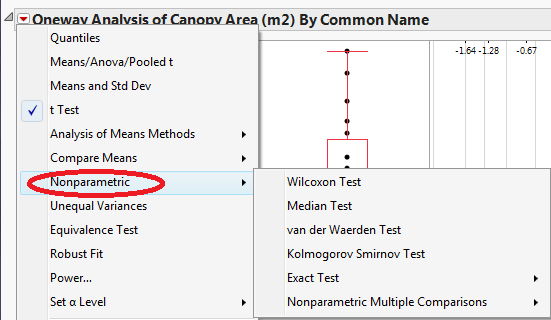 Oneway Analysis of Canopy Area (m2) By Common Name
Quantiles
Means/Anova/Pooled t
Means and Std Dev
t Test
Analysis of Means Methods
Compare Means
Nonparametric
Unequal Variances
Equivalence Test
Robust Fit
Power...
Set α Level
-1.64 -1.28 -0.67
Wilcoxon Test
Median Test
van der Waerden Test
Kolmogorov Smirnov Test
Exact Test
Nonparametric Multiple Comparisons